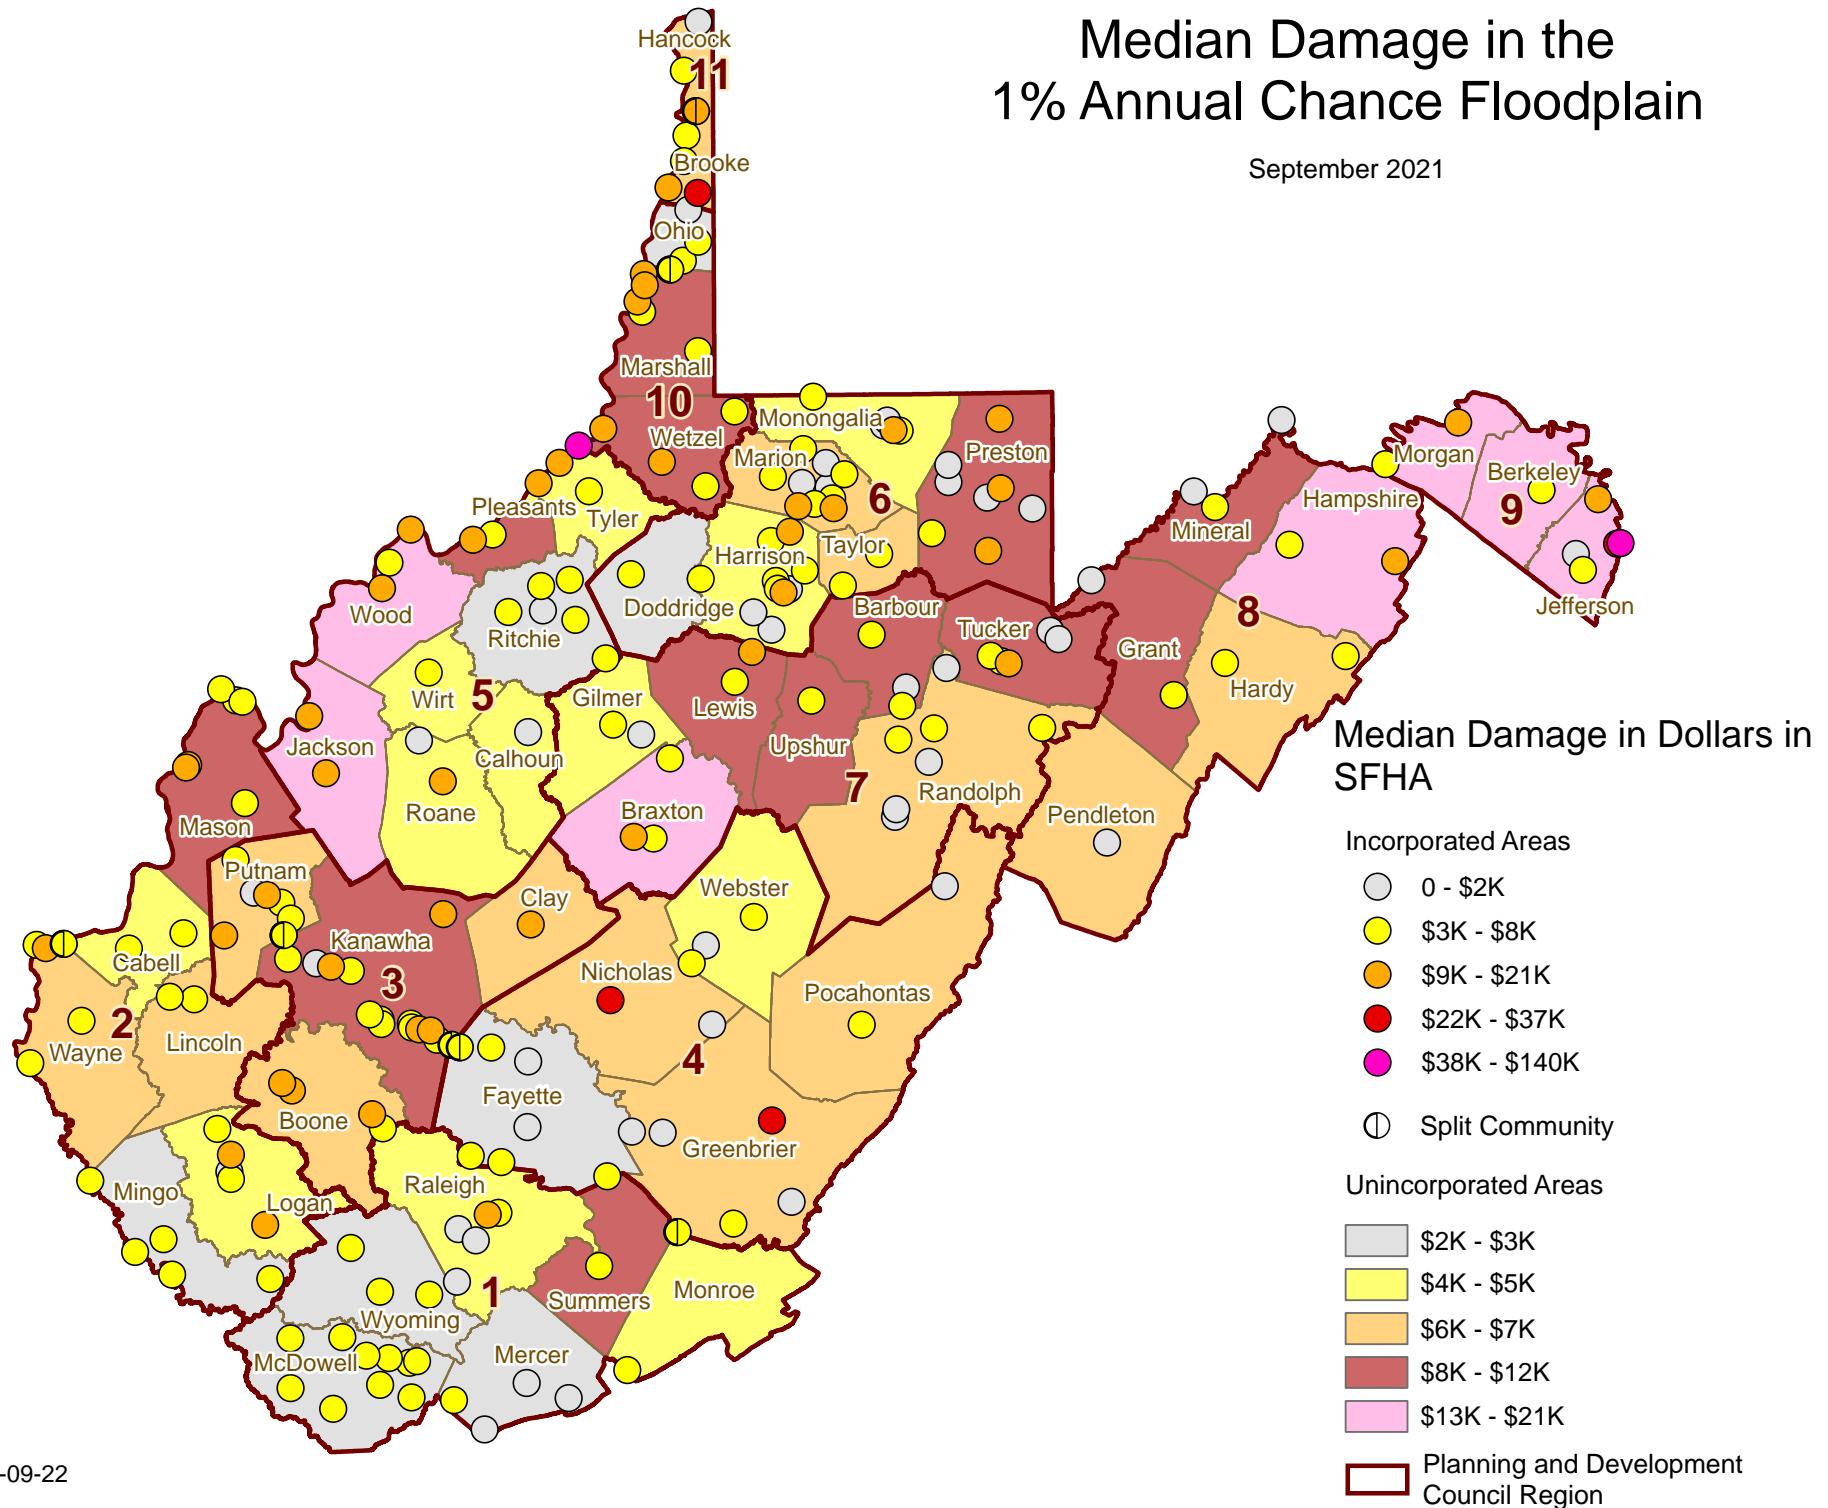 Median Damage in the
1% Annual Chance Floodplain
September 2021
Hancock
11
Brooke
Ohio
Marshall
10
Wetzel
Monongalia
Marion
Preston
6
Pleasants
Tyler
Harrison
Taylor
Morgan
Berkeley
9
Hampshire
Mineral
Jefferson
Wood
Ritchie
Doddridge
Barbour
Tucker
8
Grant
Hardy
Wirt
5
Gilmer
Lewis
Upshur
Jackson
Calhoun
Roane
7
Randolph
Braxton
Pendleton
Mason
Putnam
Clay
Webster
Kanawha
3
Cabell
Nicholas
Pocahontas
2
Wayne
Lincoln
4
Fayette
Boone
Greenbrier
Mingo
Logan
Raleigh
1
Summers
Monroe
Wyoming
McDowell
Mercer
Median Damage in Dollars in
SFHA
Incorporated Areas
0 - $2K
$3K - $8K
$9K - $21K
$22K - $37K
$38K - $140K
Split Community
Unincorporated Areas
$2K - $3K
$4K - $5K
$6K - $7K
$8K - $12K
$13K - $21K
Planning and Development
Council Region
-09-22